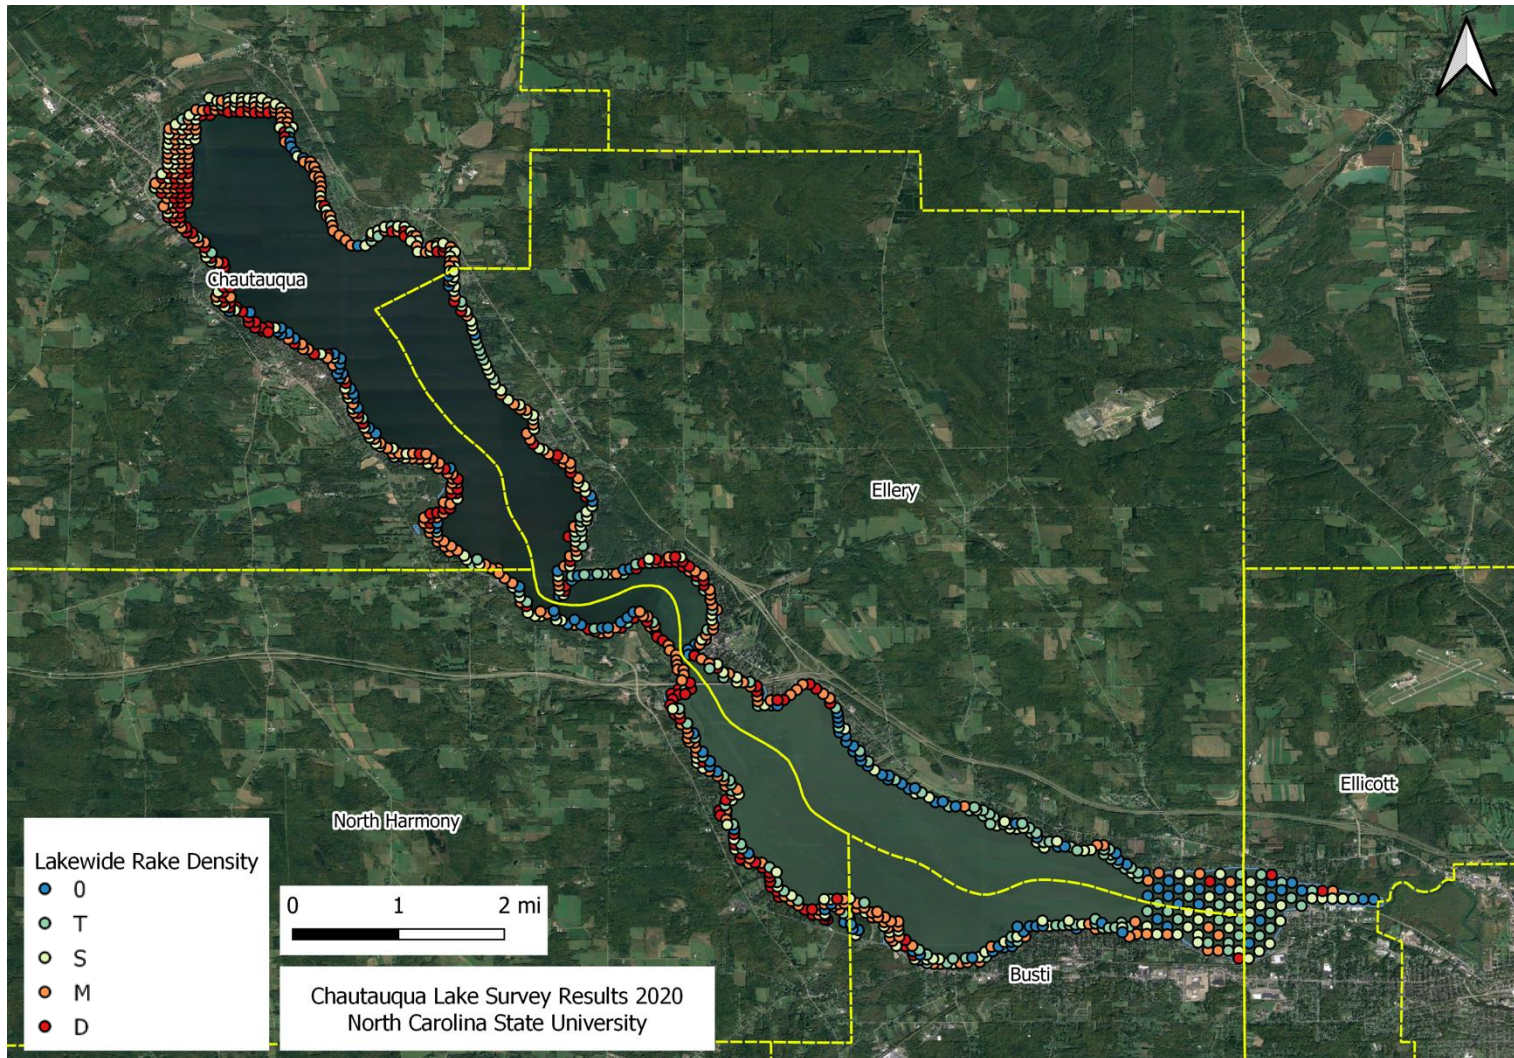 Chautauqua
Ellery
Ellicott
North Harmony
Busti
Lakewide Rake Density
0
T
S
M
D
0 1 2 mi
Chautauqua Lake Survey Results 2020
North Carolina State University